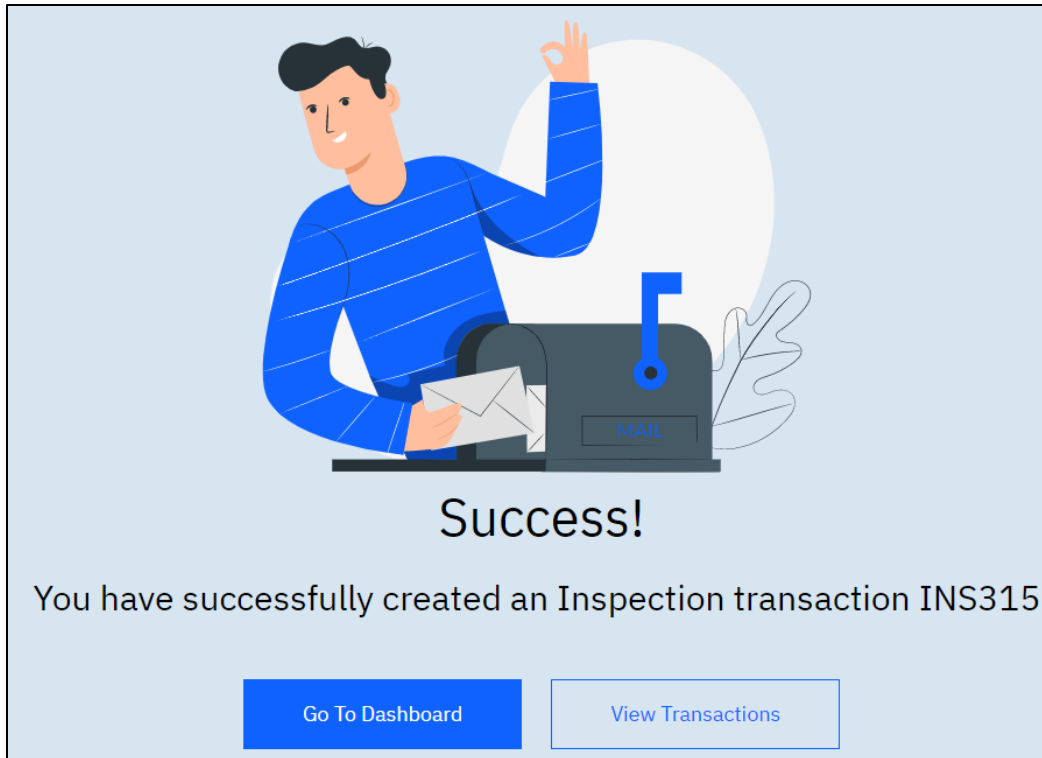 MAIL
Success!
You have successfully created an Inspection transaction INS315
Go To Dashboard
View Transactions